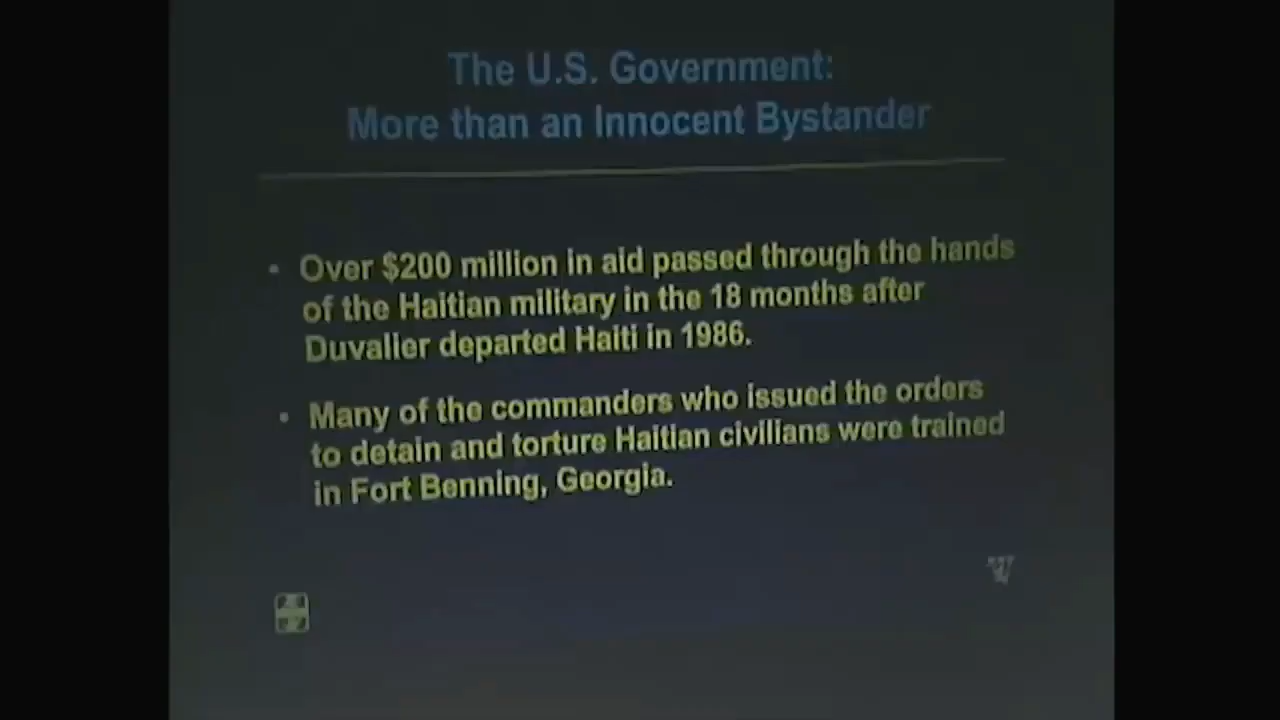 The U.S. Government:
More than an Innocent Bystander
• Over $200 million in aid passed through the hands
of the Haitian military in the 18 months after
Duvalier departed Haiti in 1986.
• Many of the commanders who issued the orders
to detain and torture Haitian civilians were trained
in Fort Benning, Georgia.